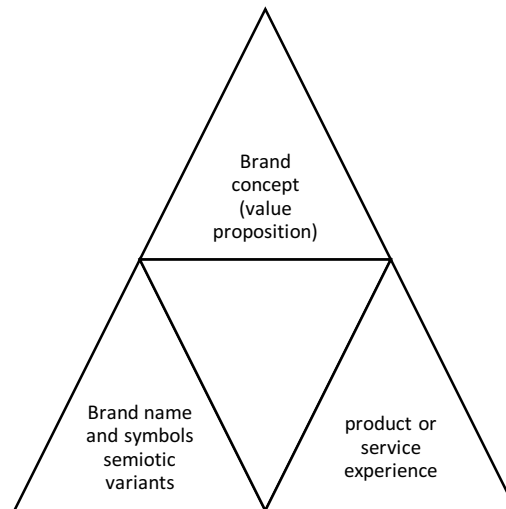 Brand
concept
(value
proposition)
Brand name
and symbols
semiotic
variants
product or
service
experience